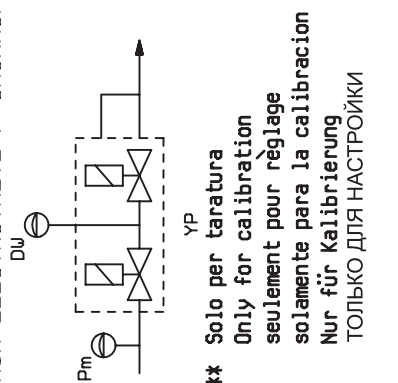 DW
Pm
YP
** Solo per taratura
Only for calibration
seulement pour règlage
solamente para la calibracion
Nur für Kalibrierung
ТОЛЬКО ДЛЯ НАСТРОЙКИ